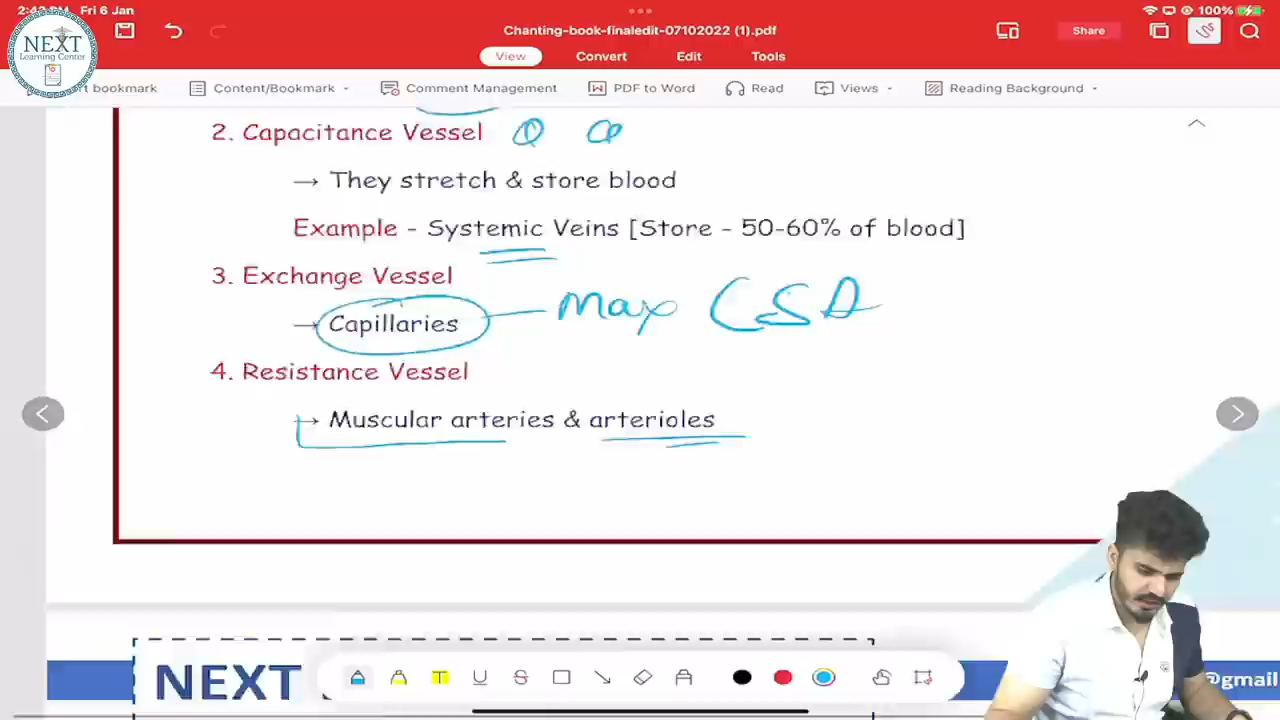 2:43 PM Fri 6 Jan
100%
NEXT
Learning Center
Chanting-book-finaledit-07102022 (1).pdf
Share
View Convert Edit Tools
bookmark Content/Bookmark Comment Management PDF to Word Read Views Reading Background
2. Capacitance Vessel
→ They stretch & store blood
Example - Systemic Veins [Store - 50-60% of blood]
3. Exchange Vessel
→ Capillaries — Max CSA
4. Resistance Vessel
→ Muscular arteries & arterioles
NEXT
@gmail